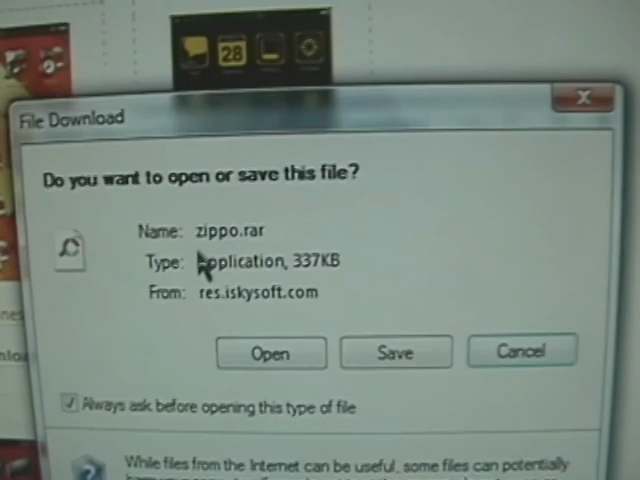 28
File Download
Do you want to open or save this file?
Name: zippo.rar
Type: Application, 337KB
From: res.iskysoft.com
Open Save Cancel
Always ask before opening this type of file
While files from the Internet can be useful, some files can potentially